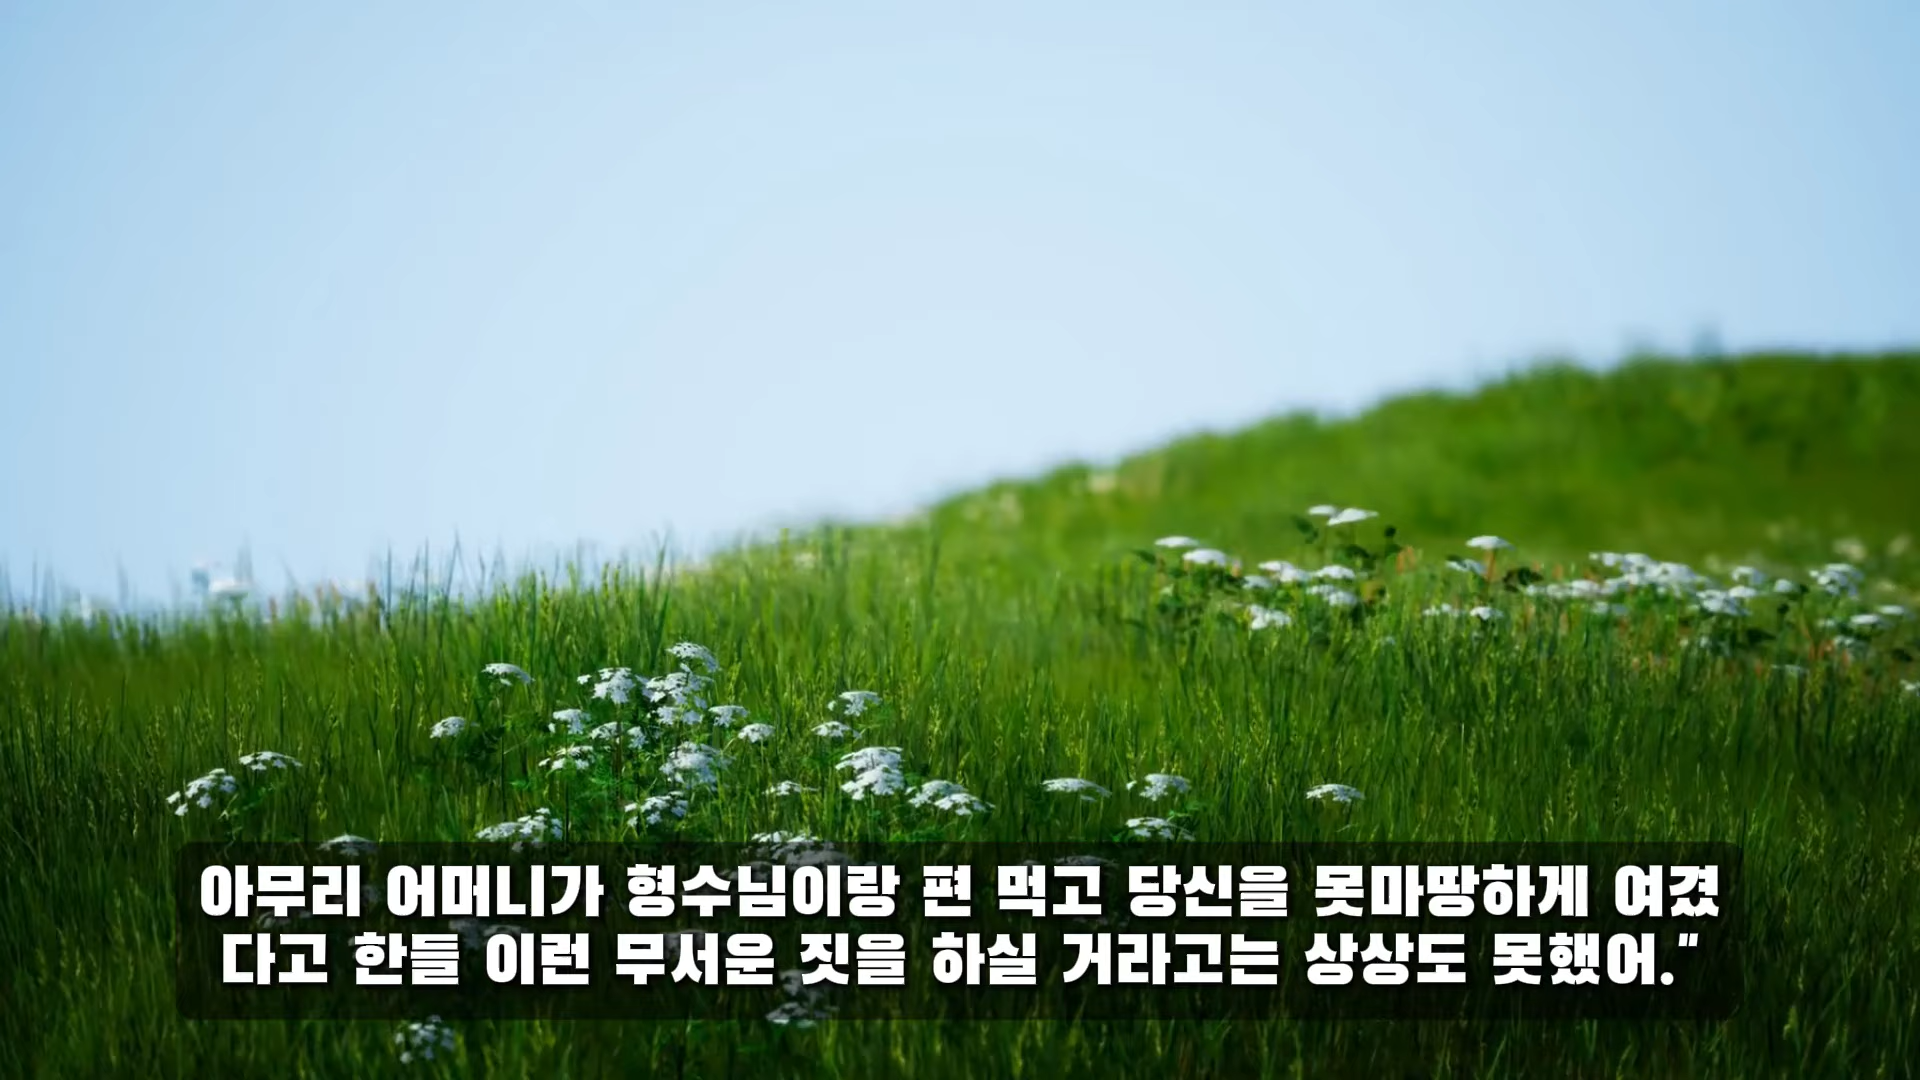 아무리 어머니가 형수님이랑 편 먹고 당신을 못마땅하게 여겼
다고 한들 이런 무서운 짓을 하실 거라고는 상상도 못했어."